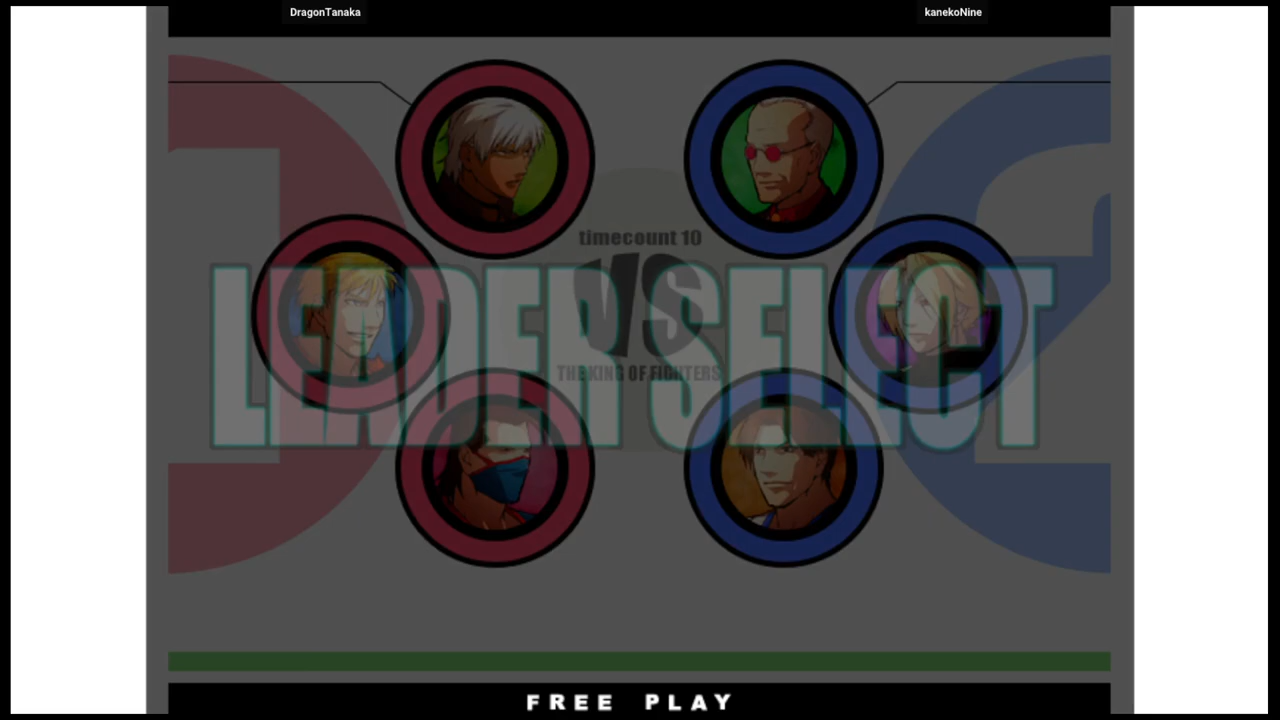 DragonTanaka
kanekoNine
timecount 10
VS
LEADER SELECT
THE KING OF FIGHTERS
FREE PLAY